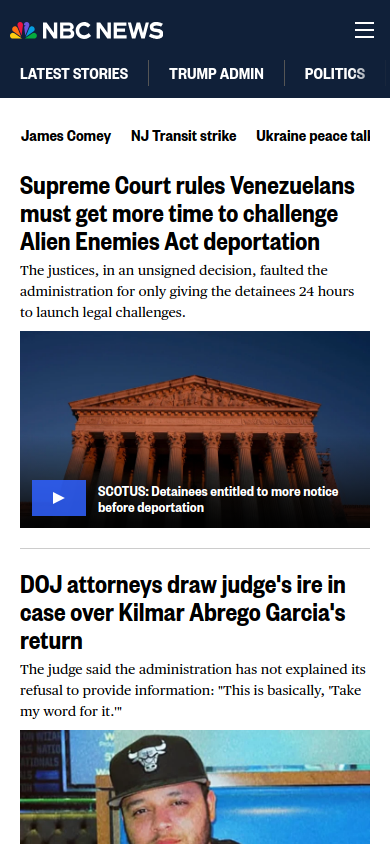 NBC NEWS
LATEST STORIES
TRUMP ADMIN
POLITICS
James Comey
NJ Transit strike
Ukraine peace tall
Supreme Court rules Venezuelans
must get more time to challenge
Alien Enemies Act deportation
The justices, in an unsigned decision, faulted the
administration for only giving the detainees 24 hours
to launch legal challenges.
SCOTUS: Detainees entitled to more notice
before deportation
DOJ attorneys draw judge's ire in
case over Kilmar Abrego Garcia's
return
The judge said the administration has not explained its
refusal to provide information: "This is basically, 'Take
my word for it.'"